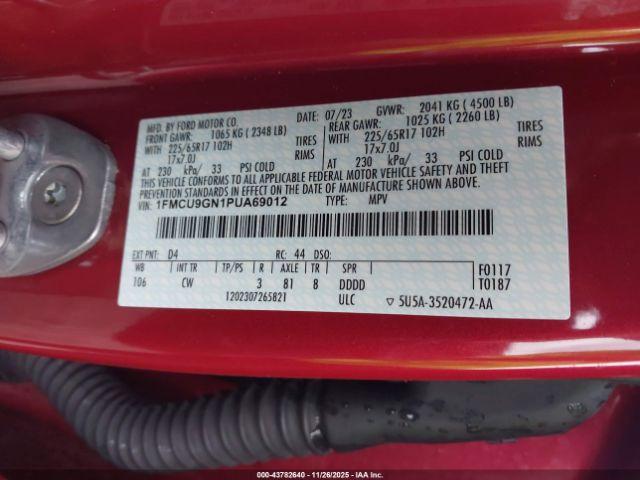 MFD. BY FORD MOTOR CO.
DATE: 07/23 GVWR: 2041 KG ( 4500 LB)
FRONT GAWR: 1065 KG ( 2348 LB)
REAR GAWR: 1025 KG ( 2260 LB)
WITH 225/65R17 102H TIRES
WITH 225/65R17 102H TIRES
17x7.0J RIMS
17x7.0J RIMS
AT 230 kPa/ 33 PSI COLD
AT 230 kPa/ 33 PSI COLD
THIS VEHICLE CONFORMS TO ALL APPLICABLE FEDERAL MOTOR VEHICLE SAFETY AND THEFT
PREVENTION STANDARDS IN EFFECT ON THE DATE OF MANUFACTURE SHOWN ABOVE.
VIN: 1FMCU9GN1PUA69012 TYPE: MPV
EXT PNT: D4 RC: 44 DSO:
WB INT TR TP/PS R AXLE TR SPR
106 CW 3 81 8 DDDD
F0117
T0187
1202307265821 ULC ▽ 5U5A-3520472-AA
© - 43782640 - 11/26/2025 - IAA Inc.